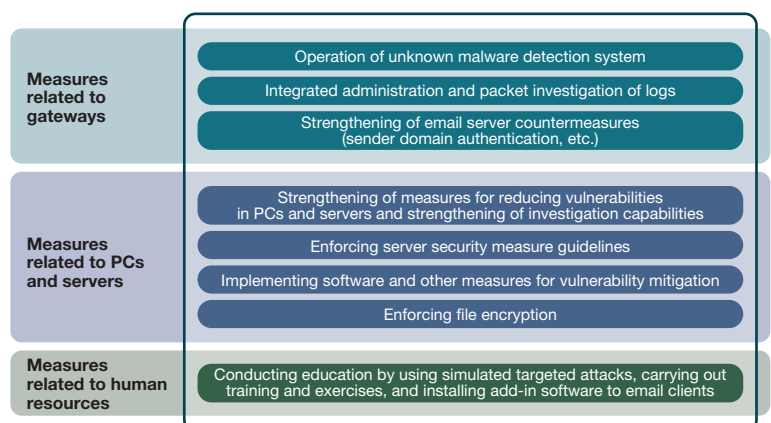 Measures
related to
gateways
Operation of unknown malware detection system
Integrated administration and packet investigation of logs
Strengthening of email server countermeasures
(sender domain authentication, etc.)
Measures
related to PCs
and servers
Strengthening of measures for reducing vulnerabilities
in PCs and servers and strengthening of investigation capabilities
Enforcing server security measure guidelines
Implementing software and other measures for vulnerability mitigation
Enforcing file encryption
Measures
related to human
resources
Conducting education by using simulated targeted attacks, carrying out
training and exercises, and installing add-in software to email clients